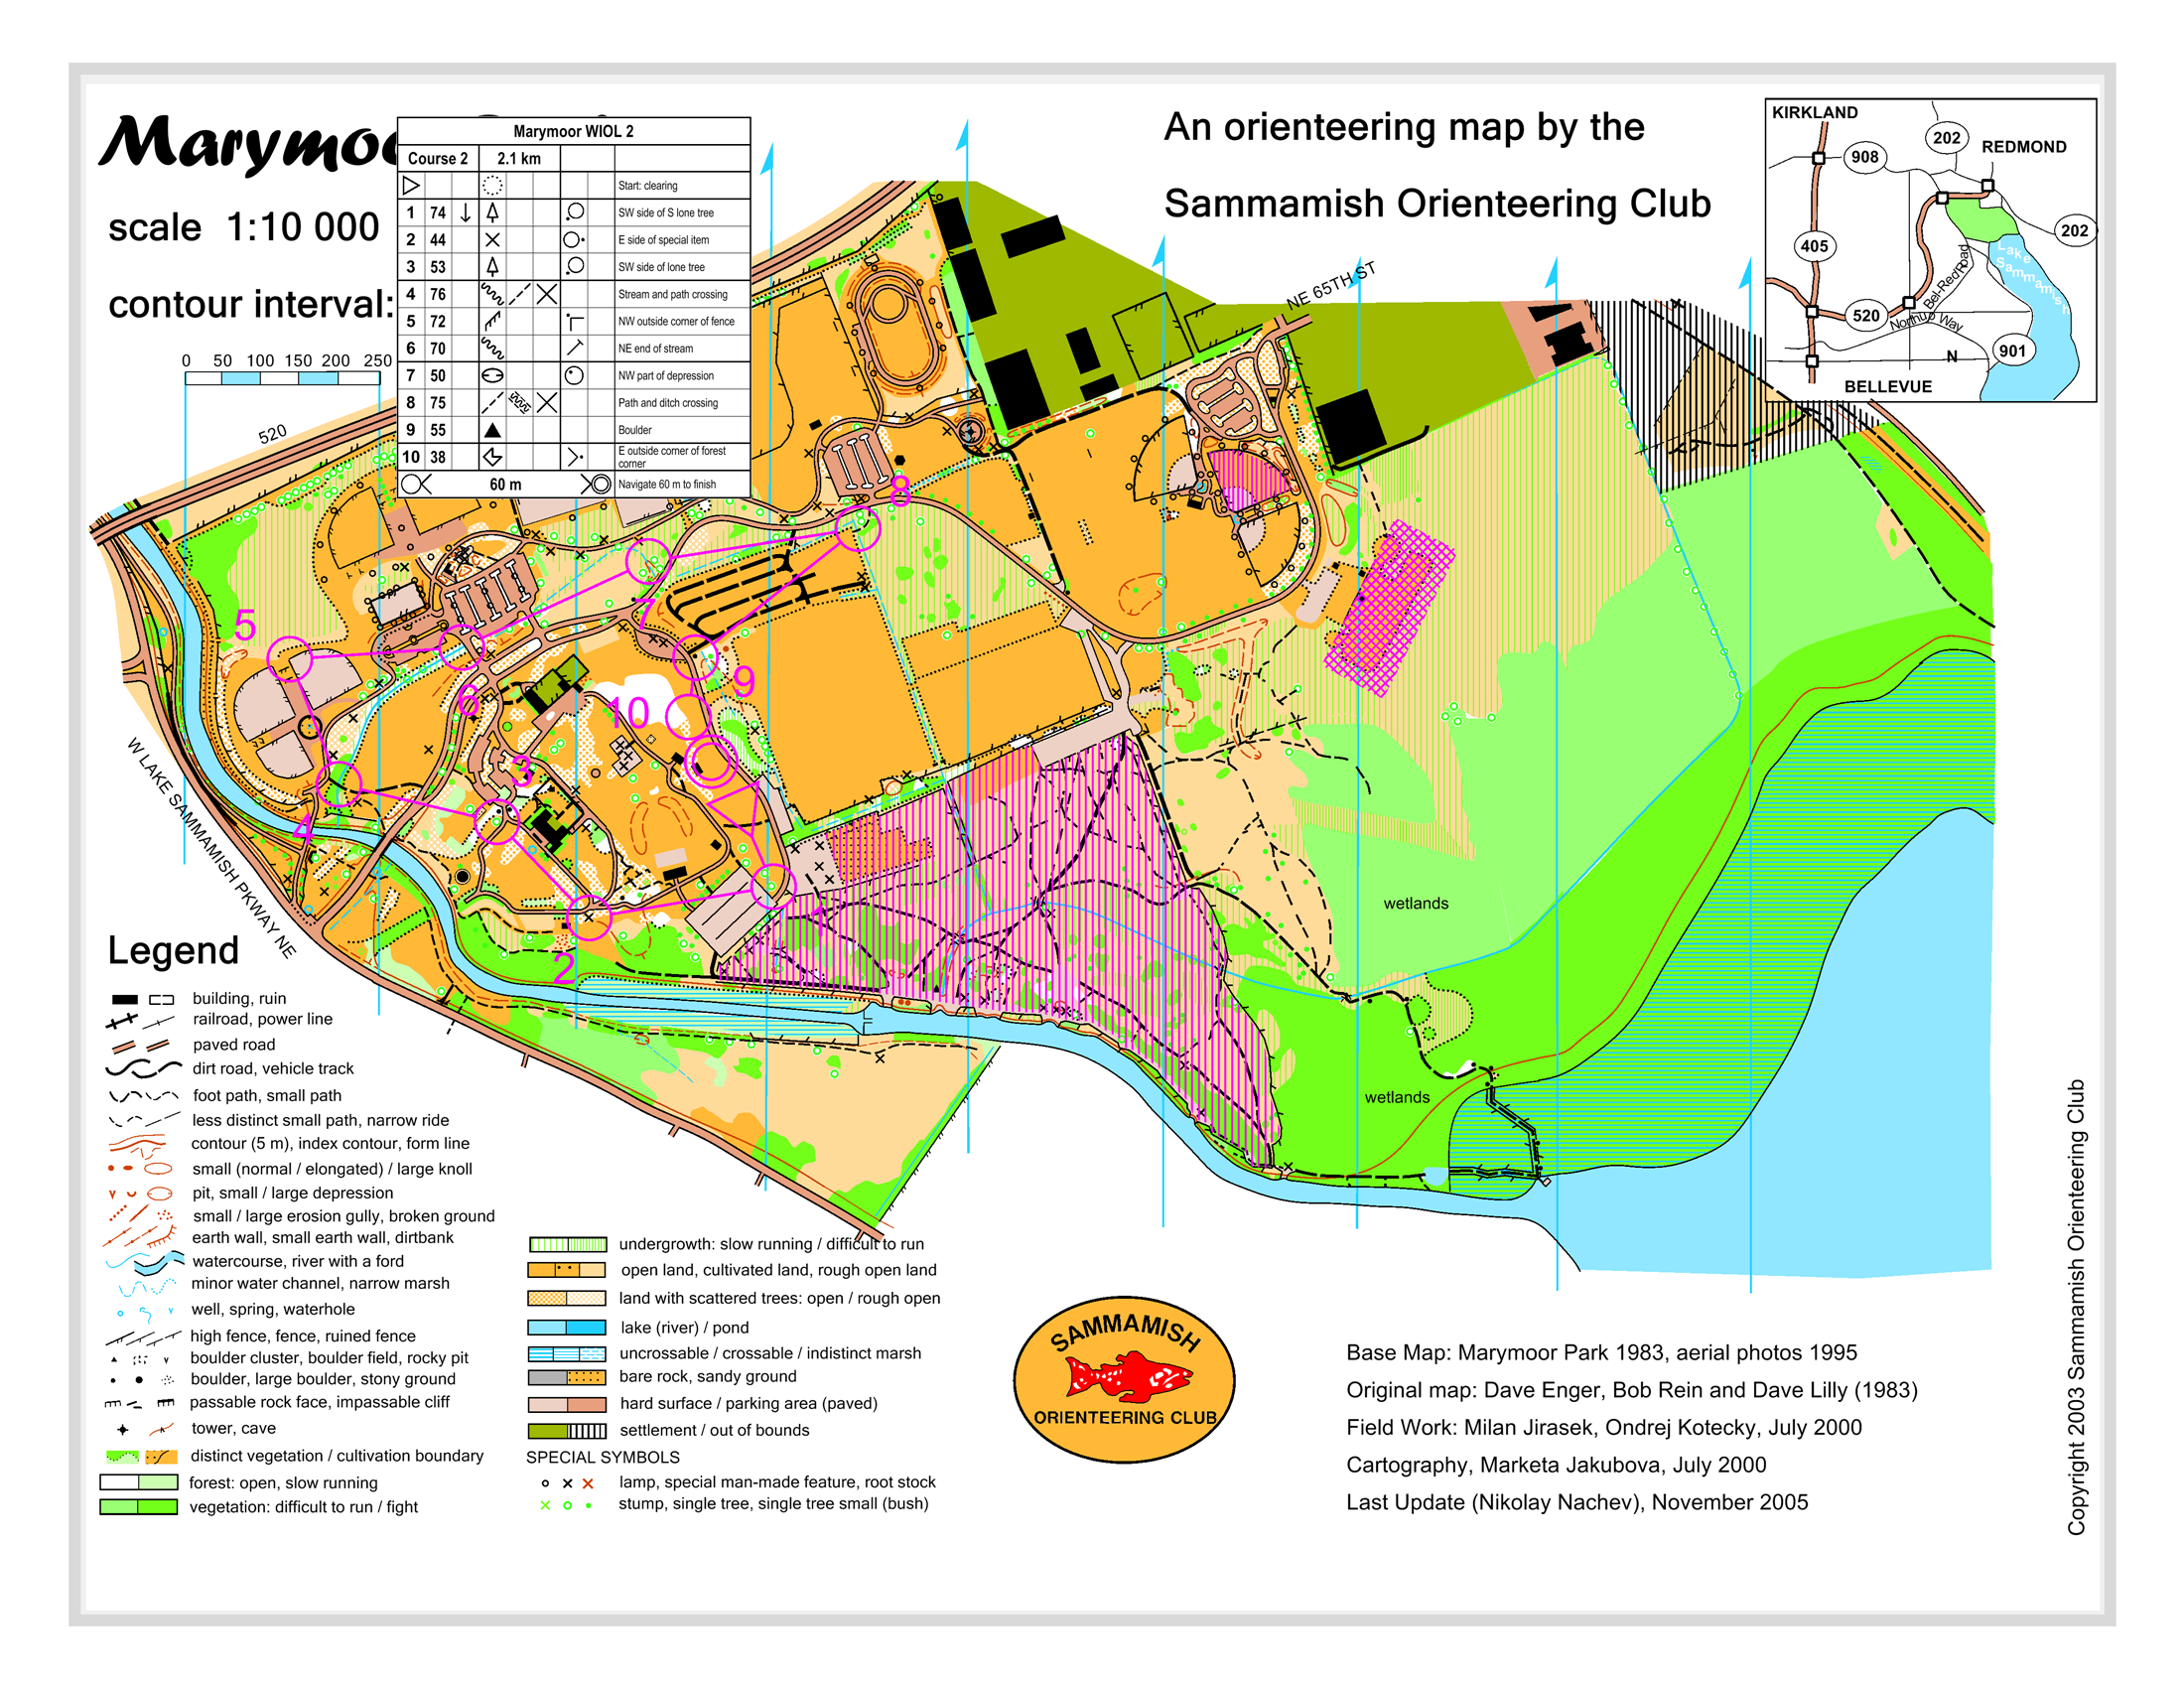 Marymoo
scale 1:10 000
contour interval:
0 50 100 150 200 250
Marymoor WIOL 2
Course 2 2.1 km
Start: clearing
1 74 SW side of S lone tree
2 44 E side of special item
3 53 SW side of lone tree
4 76 Stream and path crossing
5 72 NW outside corner of fence
6 70 NE end of stream
7 50 NW part of depression
8 75 Path and ditch crossing
9 55 Boulder
10 38 E outside corner of forest corner
60 m Navigate 60 m to finish
An orienteering map by the
Sammamish Orienteering Club
KIRKLAND
202
REDMOND
908
202
405
Lake Sammamish
Bel-Red Road
520
Northup Way
N
901
BELLEVUE
NE 65TH ST
520
8
5
7
6
9
10
3
4
1
2
W LAKE SAMMAMISH PKWAY NE
wetlands
wetlands
Legend
building, ruin
railroad, power line
paved road
dirt road, vehicle track
foot path, small path
less distinct small path, narrow ride
contour (5 m), index contour, form line
small (normal / elongated) / large knoll
pit, small / large depression
small / large erosion gully, broken ground
earth wall, small earth wall, dirtbank
watercourse, river with a ford
minor water channel, narrow marsh
well, spring, waterhole
high fence, fence, ruined fence
boulder cluster, boulder field, rocky pit
boulder, large boulder, stony ground
passable rock face, impassable cliff
tower, cave
distinct vegetation / cultivation boundary
forest: open, slow running
vegetation: difficult to run / fight
undergrowth: slow running / difficult to run
open land, cultivated land, rough open land
land with scattered trees: open / rough open
lake (river) / pond
uncrossable / crossable / indistinct marsh
bare rock, sandy ground
hard surface / parking area (paved)
settlement / out of bounds
SPECIAL SYMBOLS
lamp, special man-made feature, root stock
stump, single tree, single tree small (bush)
SAMMAMISH
ORIENTEERING CLUB
Base Map: Marymoor Park 1983, aerial photos 1995
Original map: Dave Enger, Bob Rein and Dave Lilly (1983)
Field Work: Milan Jirasek, Ondrej Kotecky, July 2000
Cartography, Marketa Jakubova, July 2000
Last Update (Nikolay Nachev), November 2005
Copyright 2003 Sammamish Orienteering Club